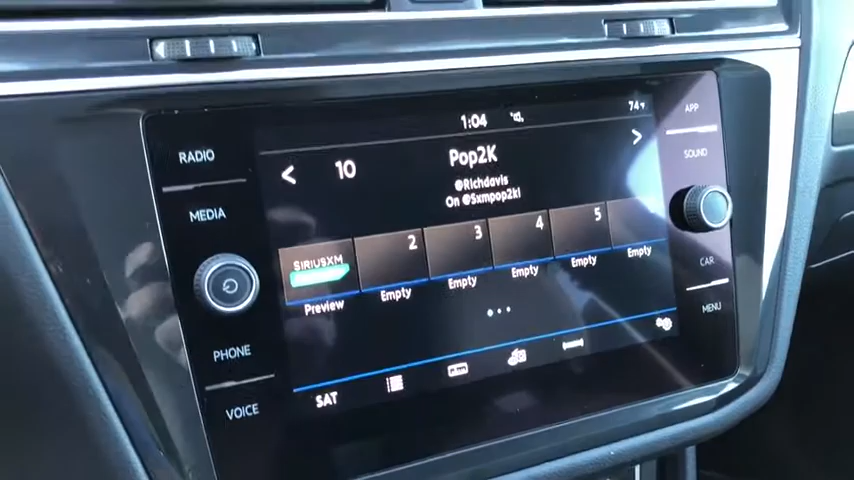 1:04
74°F
RADIO
MEDIA
PHONE
VOICE
< 10 Pop2K >
@Richdavis
On @Sxmpop2k
SIRIUSXM
2
3
4
5
Preview
Empty
Empty
Empty
Empty
Empty
SAT
APP
SOUND
CAR
MENU